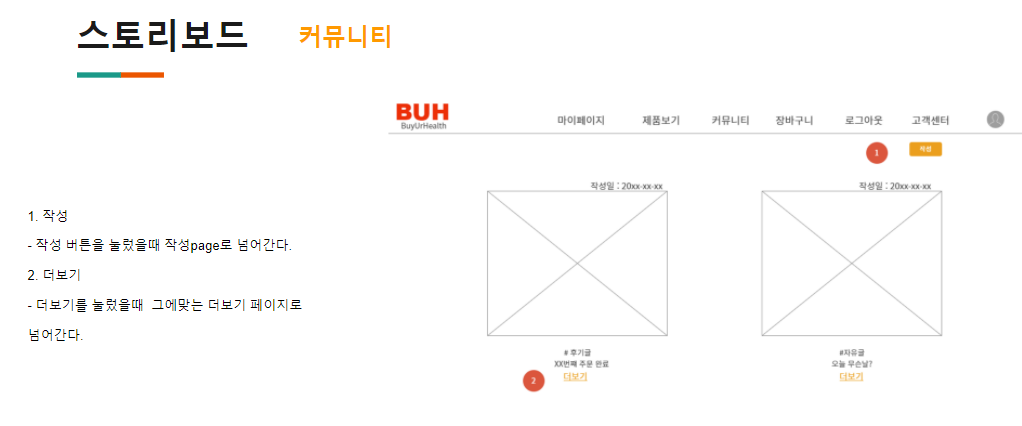 스토리보드 커뮤니티
BUH
BuyUrHealth
마이페이지 제품보기 커뮤니티 장바구니 로그아웃 고객센터
1 작성
작성일 : 20xx-xx-xx 작성일 : 20xx-xx-xx
1. 작성
- 작성 버튼을 눌렀을때 작성page로 넘어간다.
2. 더보기
- 더보기를 눌렀을때 그에맞는 더보기 페이지로
넘어간다.
# 후기글 #자유글
XX번째 주문 완료 오늘 무슨날?
2 더보기 더보기